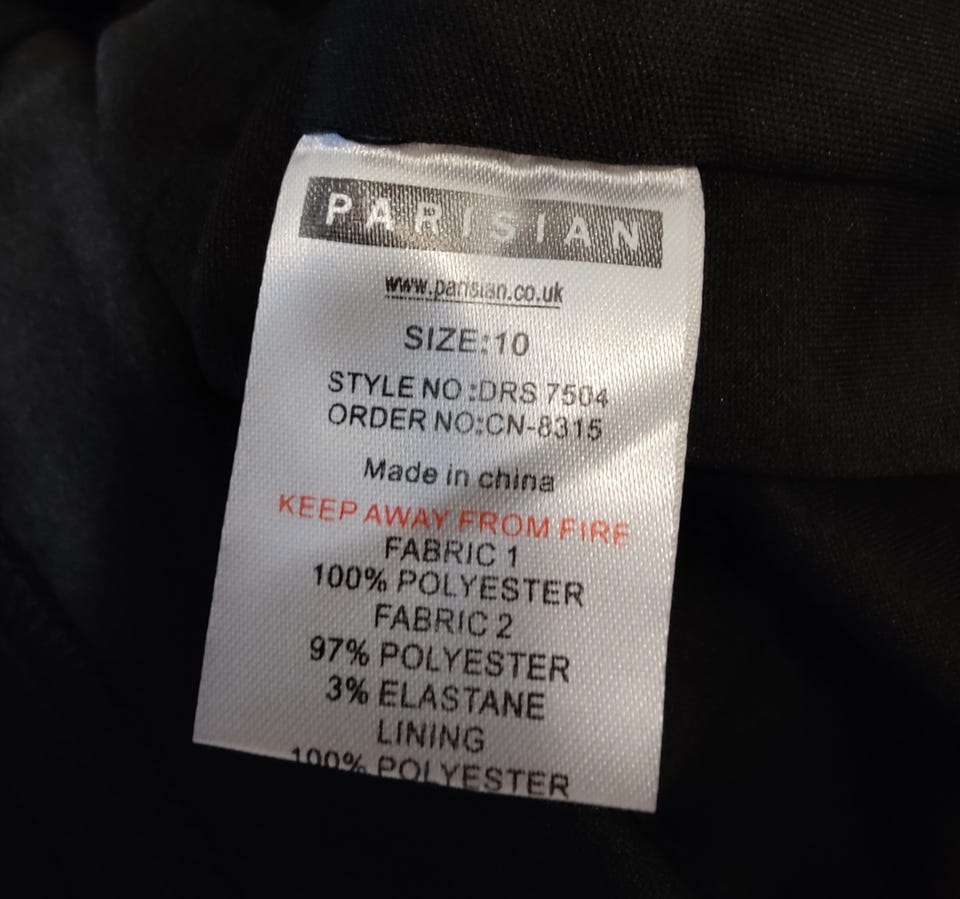 PARISIAN
www.parisian.co.uk
SIZE:10
STYLE NO :DRS 7504
ORDER NO:CN-8315
Made in china
KEEP AWAY FROM FIRE
FABRIC 1
100% POLYESTER
FABRIC 2
97% POLYESTER
3% ELASTANE
LINING
100% POLYESTER